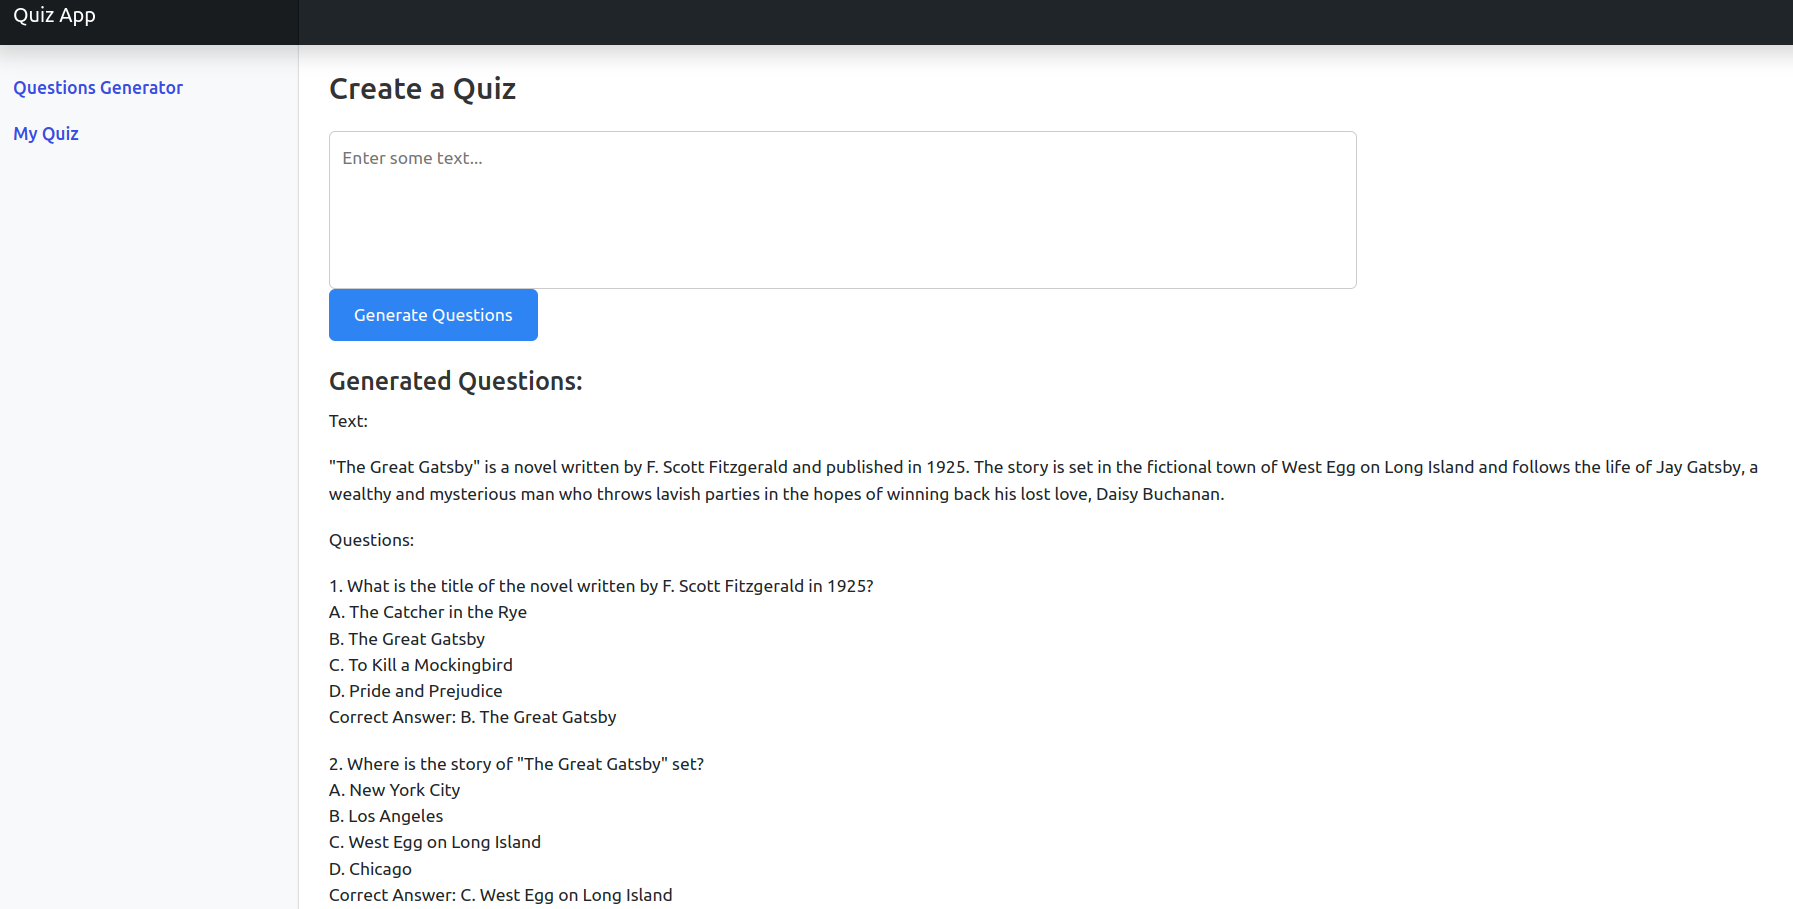 Quiz App
Questions Generator
My Quiz
Create a Quiz
Enter some text...
Generate Questions
Generated Questions:
Text:
"The Great Gatsby" is a novel written by F. Scott Fitzgerald and published in 1925. The story is set in the fictional town of West Egg on Long Island and follows the life of Jay Gatsby, a
wealthy and mysterious man who throws lavish parties in the hopes of winning back his lost love, Daisy Buchanan.
Questions:
1. What is the title of the novel written by F. Scott Fitzgerald in 1925?
A. The Catcher in the Rye
B. The Great Gatsby
C. To Kill a Mockingbird
D. Pride and Prejudice
Correct Answer: B. The Great Gatsby
2. Where is the story of "The Great Gatsby" set?
A. New York City
B. Los Angeles
C. West Egg on Long Island
D. Chicago
Correct Answer: C. West Egg on Long Island